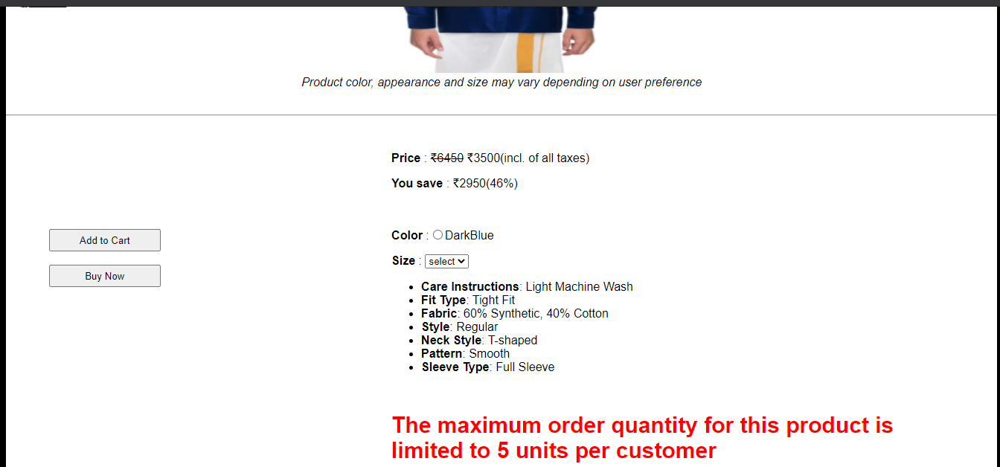 Product color, appearance and size may vary depending on user preference
Price : ₹6450 ₹3500(incl. of all taxes)
You save : ₹2950(46%)
Add to Cart
Buy Now
Color : DarkBlue
Size : select
Care Instructions: Light Machine Wash
Fit Type: Tight Fit
Fabric: 60% Synthetic, 40% Cotton
Style: Regular
Neck Style: T-shaped
Pattern: Smooth
Sleeve Type: Full Sleeve
The maximum order quantity for this product is
limited to 5 units per customer